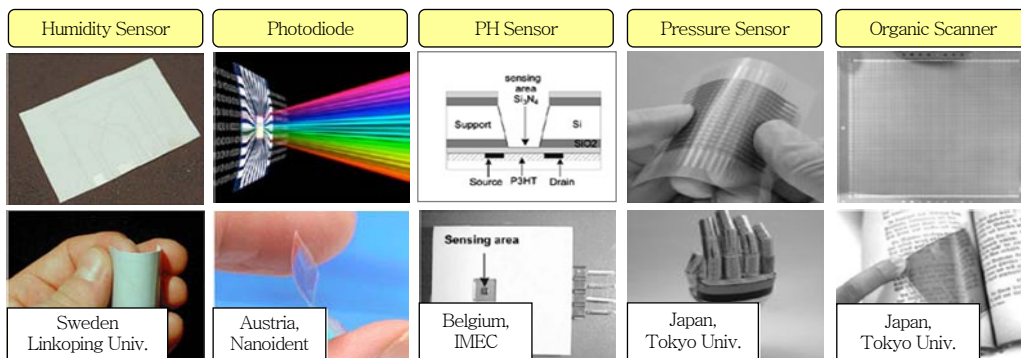 Humidity Sensor
Photodiode
PH Sensor
Pressure Sensor
Organic Scanner
sensing
area
Si₃N₄
Support
Si
SiO2
Source
P3HT
Drain
Sensing area
Sweden
Linkoping Univ.
Austria,
Nanoident
Belgium,
IMEC
Japan,
Tokyo Univ.
Japan,
Tokyo Univ.